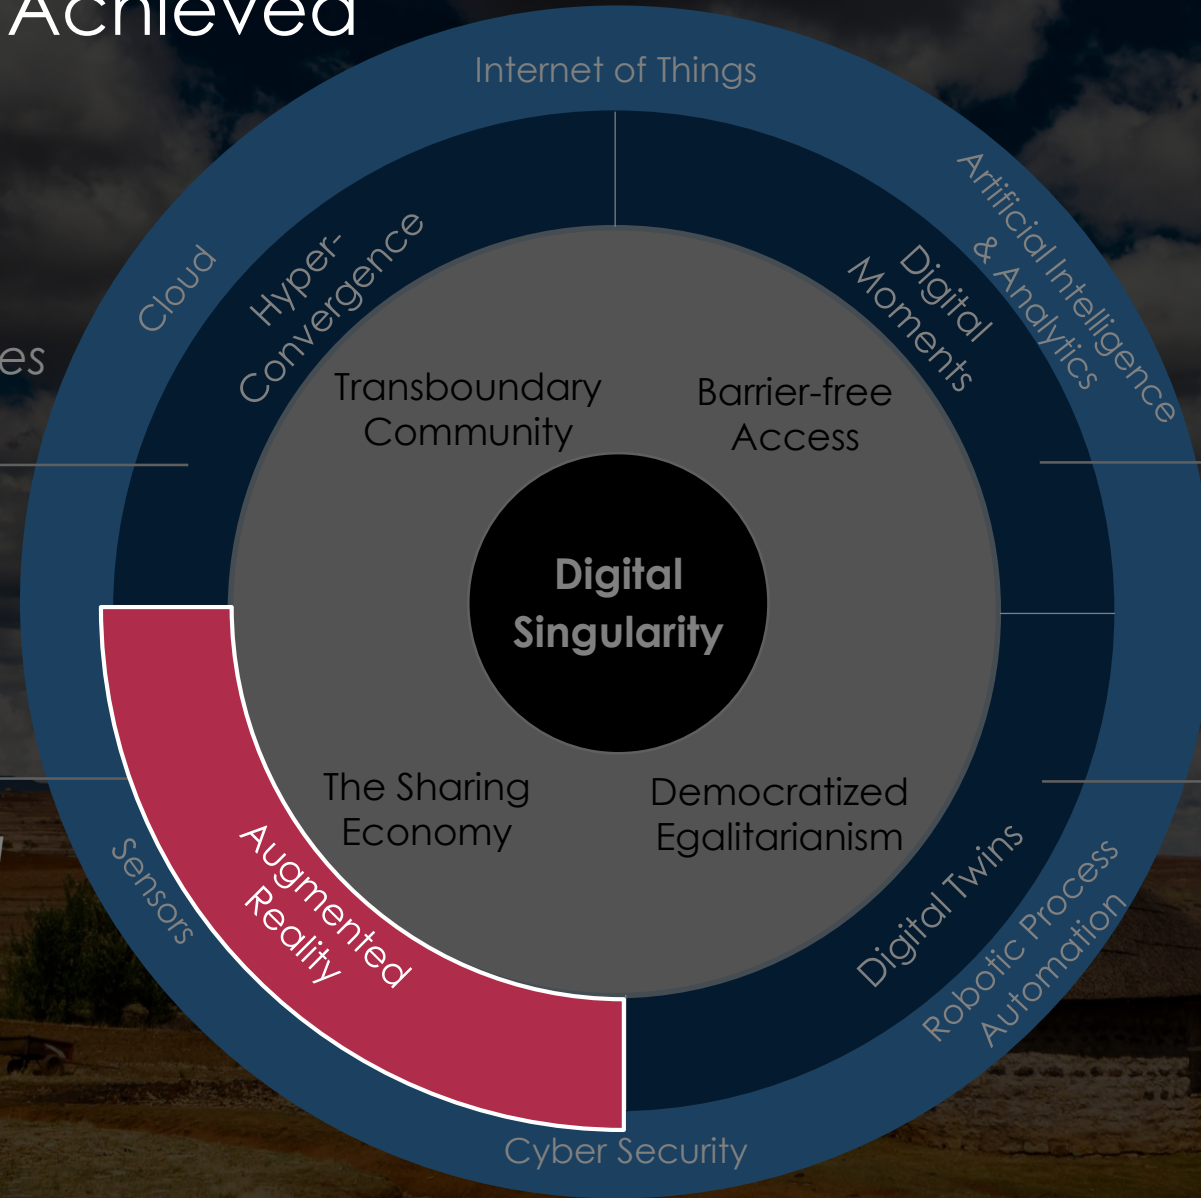 Achieved
Internet of Things
Artificial Intelligence
& Analytics
Cloud
Hyper-
Convergence
Digital
Moments
es
Transboundary
Community
Barrier-free
Access
Digital
Singularity
The Sharing
Economy
Democratized
Egalitarianism
Sensors
Augmented
Reality
Digital Twins
Robotic Process
Automation
Cyber Security